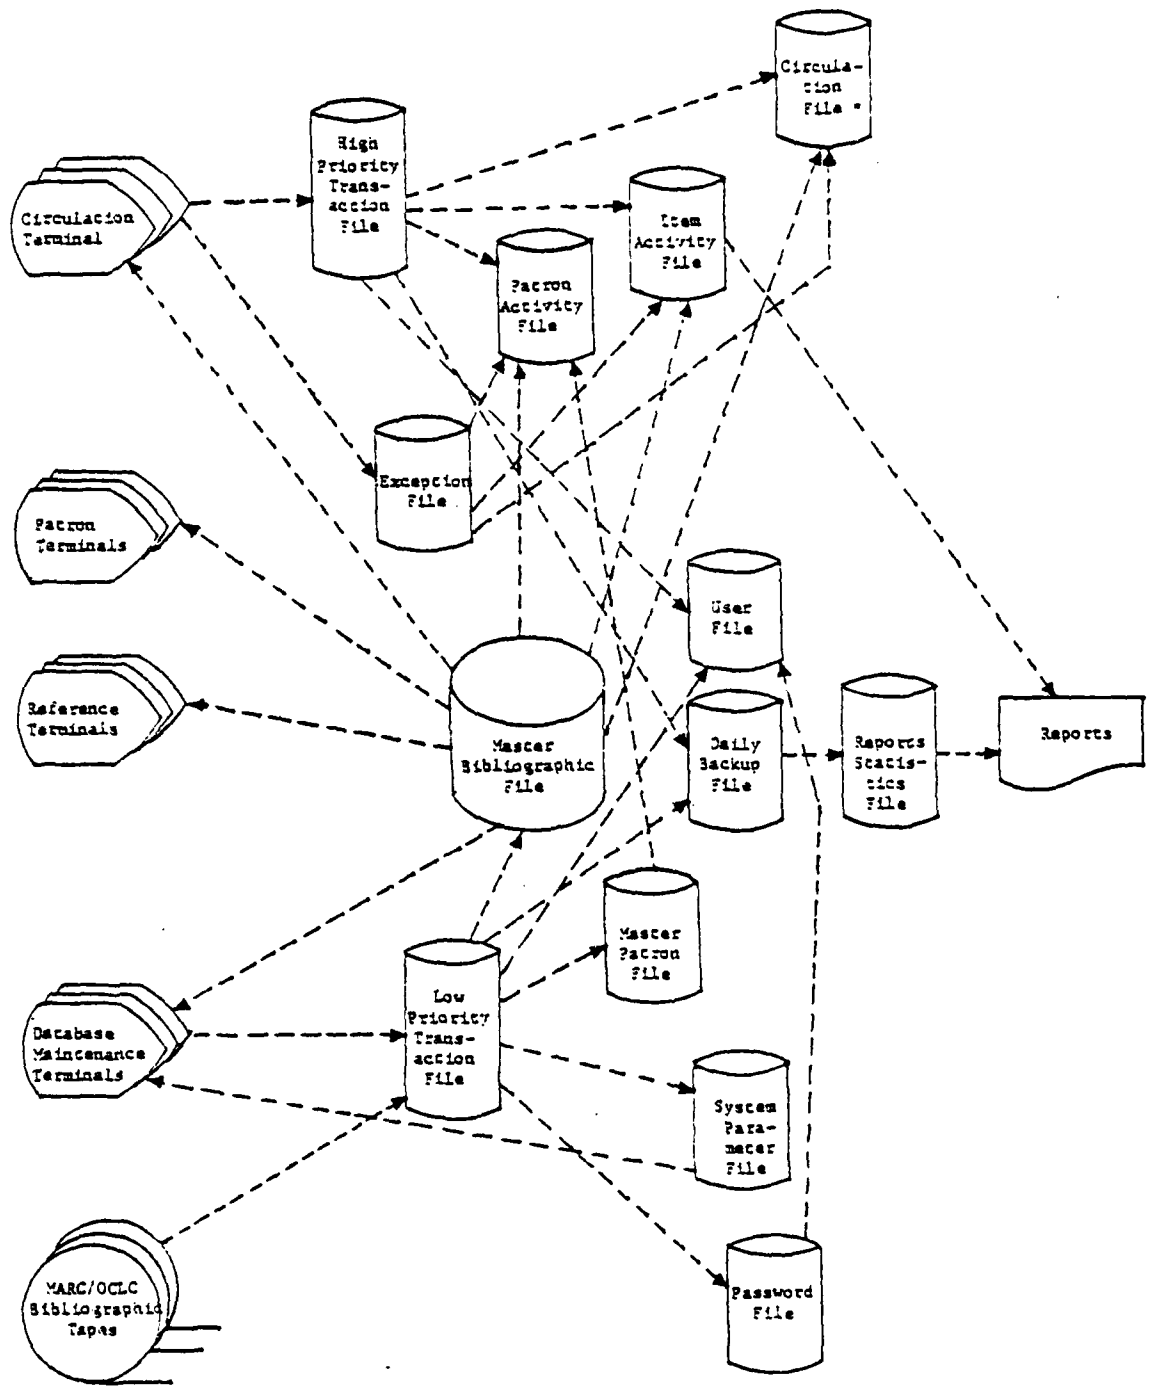 Circula-
tion
File *
High
Priority
Trans-
action
File
Circulation
Terminal
Item
Activity
File
Patron
Activity
File
Exception
File
Patron
Terminals
User
File
Reference
Terminals
Master
Bibliographic
File
Daily
Backup
File
Reports
Statis-
tics
File
Reports
Master
Patron
File
Low
Priority
Trans-
action
File
Database
Maintenance
Terminals
System
Para-
meter
File
MARC/OCLC
Bibliographic
Tapes
Password
File